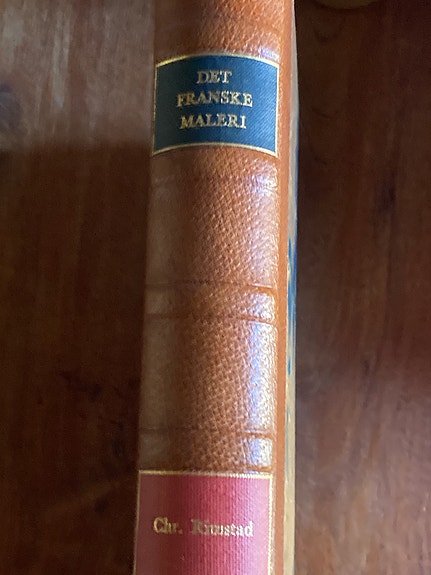 DET
FRANSKE
MALERI
Chr. Rimstad